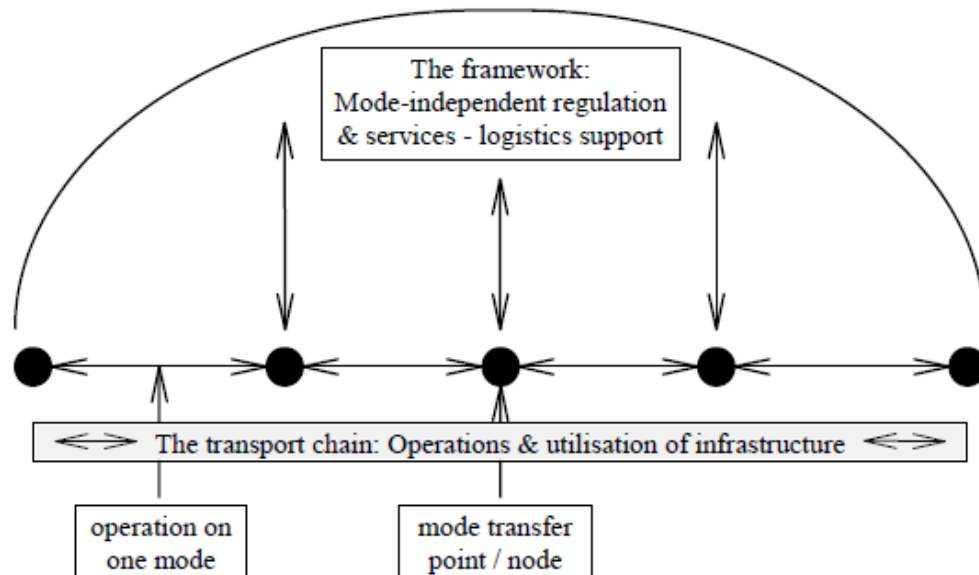 The framework:
Mode-independent regulation
& services - logistics support
The transport chain: Operations & utilisation of infrastructure
operation on
one mode
mode transfer
point / node